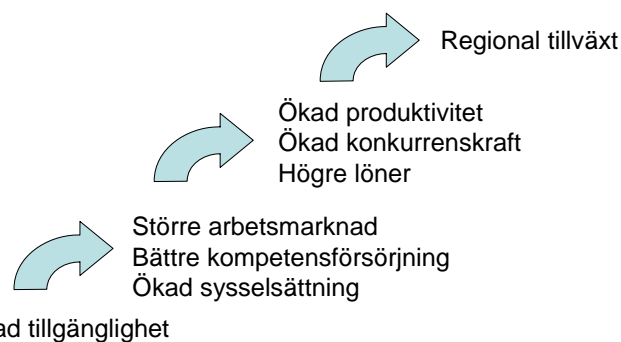 Regional tillväxt
Ökad produktivitet
Ökad konkurrenskraft
Högre löner
Större arbetsmarknad
Bättre kompetensförsörjning
Ökad sysselsättning
ad tillgänglighet